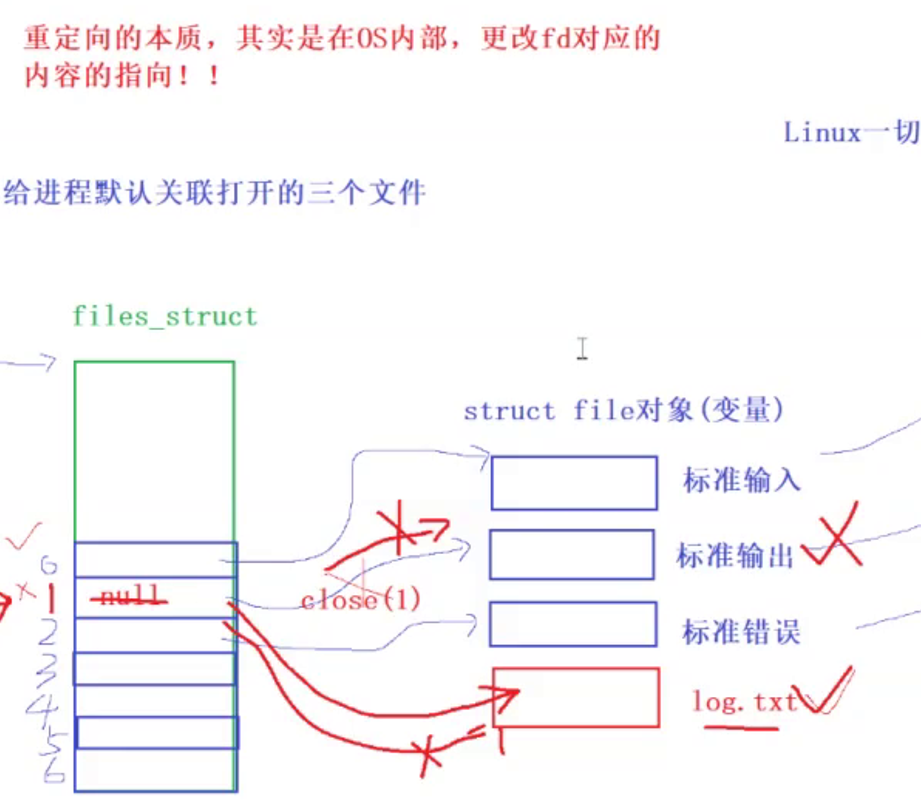 重定向的本质，其实是在OS内部，更改fd对应的
内容的指向！！
Linux一切
给进程默认关联打开的三个文件
files_struct
struct file对象(变量)
标准输入
标准输出
标准错误
log.txt
close(1)
0
1 null
2
3
4
5
6